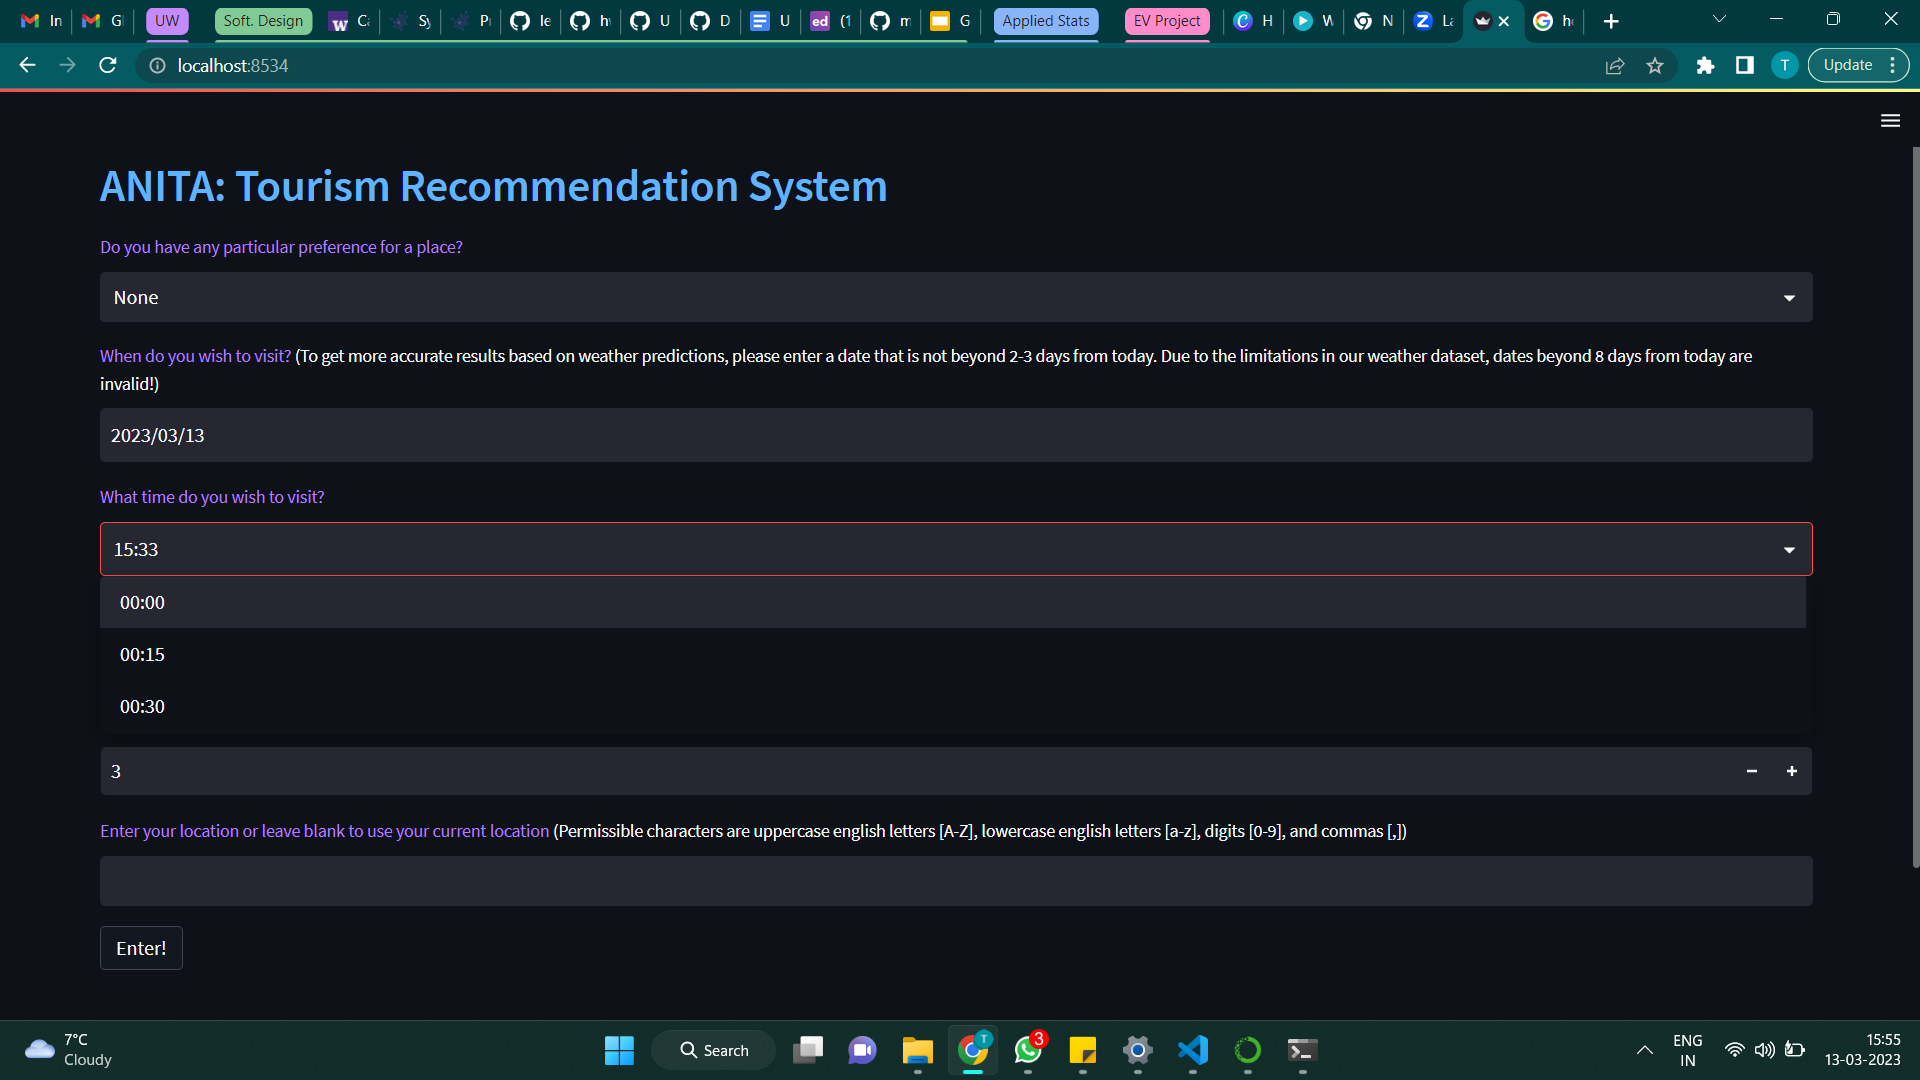 UW
Soft. Design
Applied Stats
EV Project
localhost:8534
T
Update
ANITA: Tourism Recommendation System
Do you have any particular preference for a place?
None
When do you wish to visit? (To get more accurate results based on weather predictions, please enter a date that is not beyond 2-3 days from today. Due to the limitations in our weather dataset, dates beyond 8 days from today are
invalid!)
2023/03/13
What time do you wish to visit?
15:33
00:00
00:15
00:30
3
Enter your location or leave blank to use your current location (Permissible characters are uppercase english letters [A-Z], lowercase english letters [a-z], digits [0-9], and commas [,])
Enter!
7°C
Cloudy
Search
T
3
ENG
IN
15:55
13-03-2023